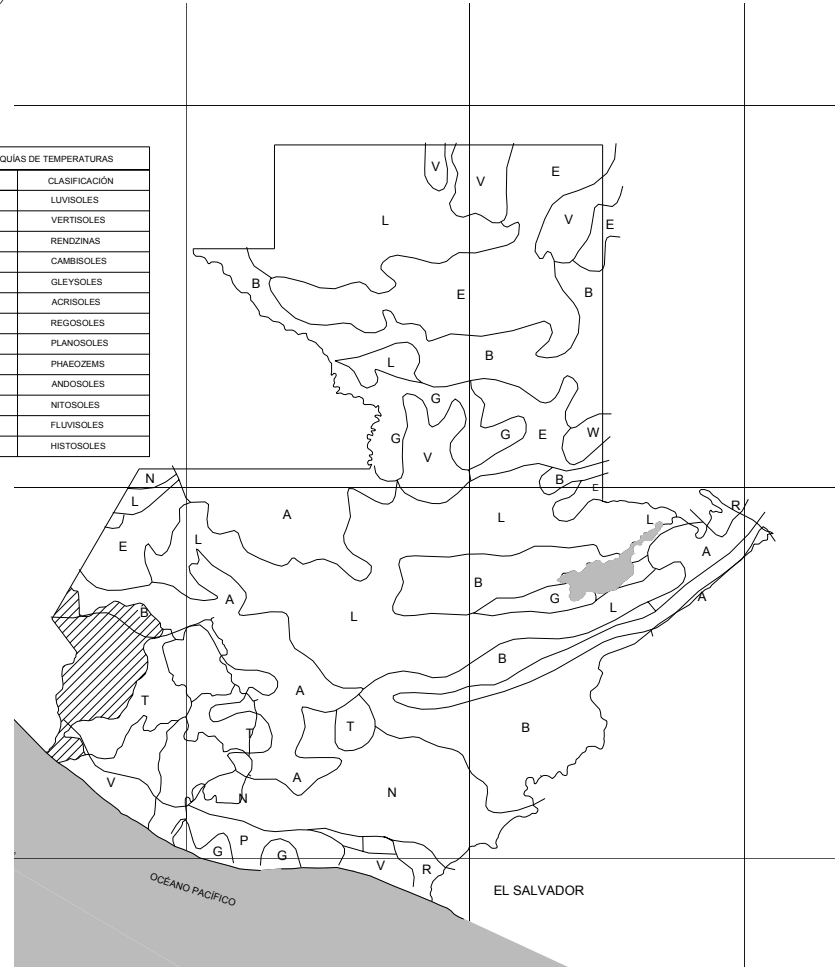 QUÍAS DE TEMPERATURAS
CLASIFICACIÓN
LUVISOLES
VERTISOLES
RENDZINAS
CAMBISOLES
GLEYSOLES
ACRISOLES
REGOSOLES
PLANOSOLES
PHAEOZEMS
ANDOSOLES
NITOSOLES
FLUVISOLES
HISTOSOLES
V
V
E
L
V
E
B
E
B
B
L
G
G
V
G
E
W
N
B
E
L
A
L
L
R
E
L
A
B
A
G
L
A
B
L
B
A
T
T
T
B
V
A
N
N
P
G
G
V
R
OCÉANO PACÍFICO
EL SALVADOR